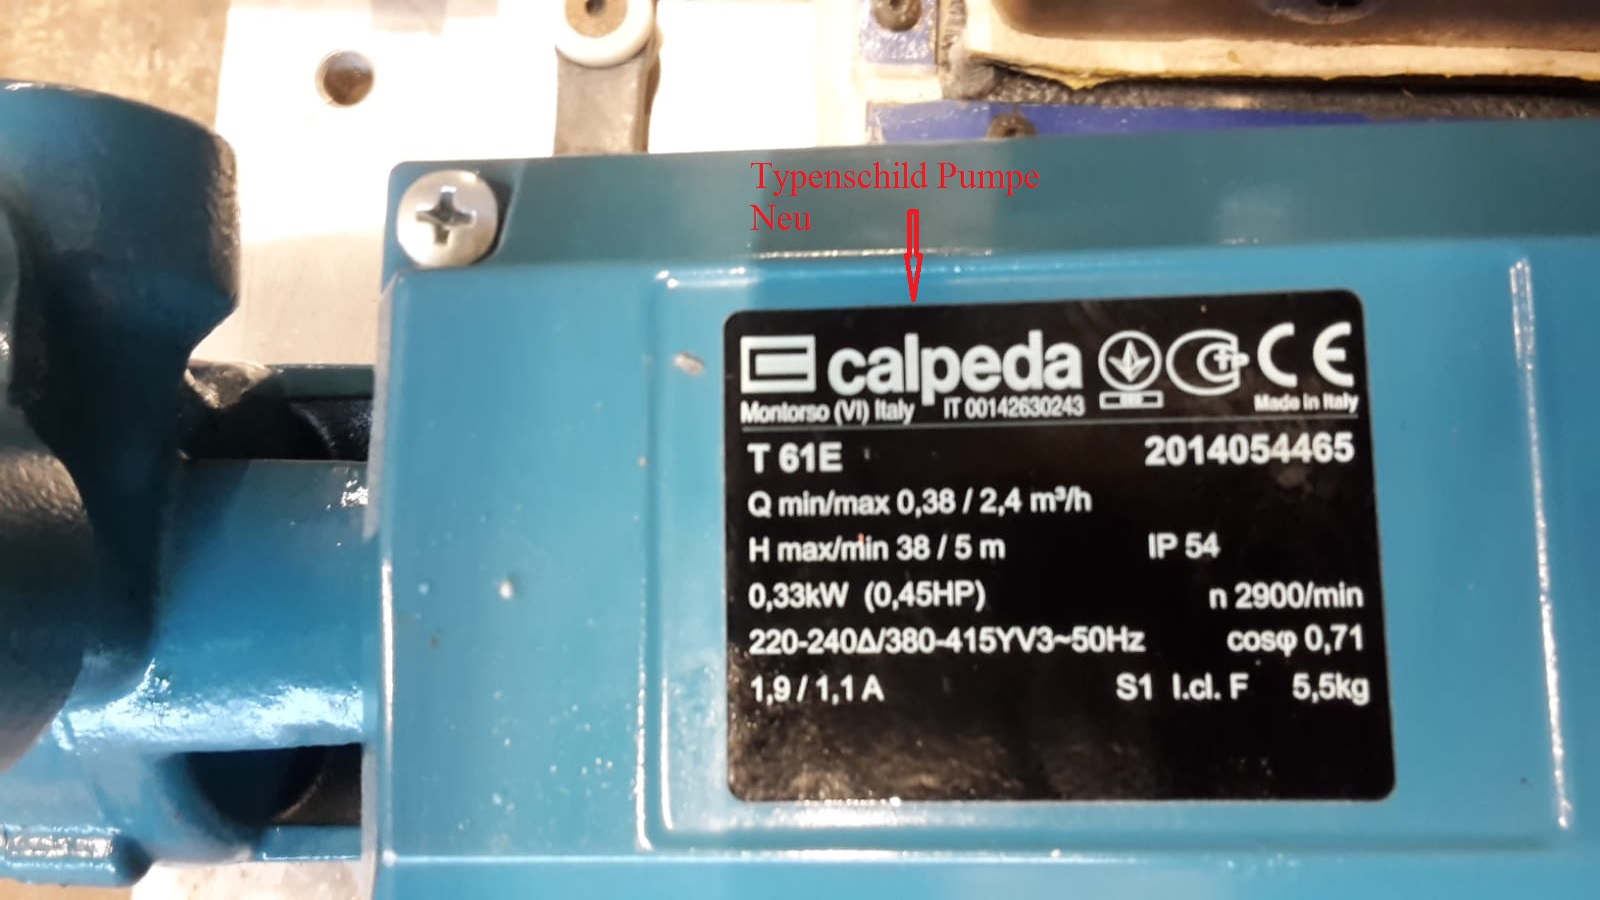 Typenschild Pumpe
Neu
calpeda
CE
Montorso (VI) Italy IT 00142630243
Made in Italy
T 61E 2014054465
Q min/max 0,38 / 2,4 m³/h
H max/min 38 / 5 m IP 54
0,33kW (0,45HP) n 2900/min
220-240Δ/380-415YV3~50Hz cosφ 0,71
1,9 / 1,1 A S1 I.cl. F 5,5kg